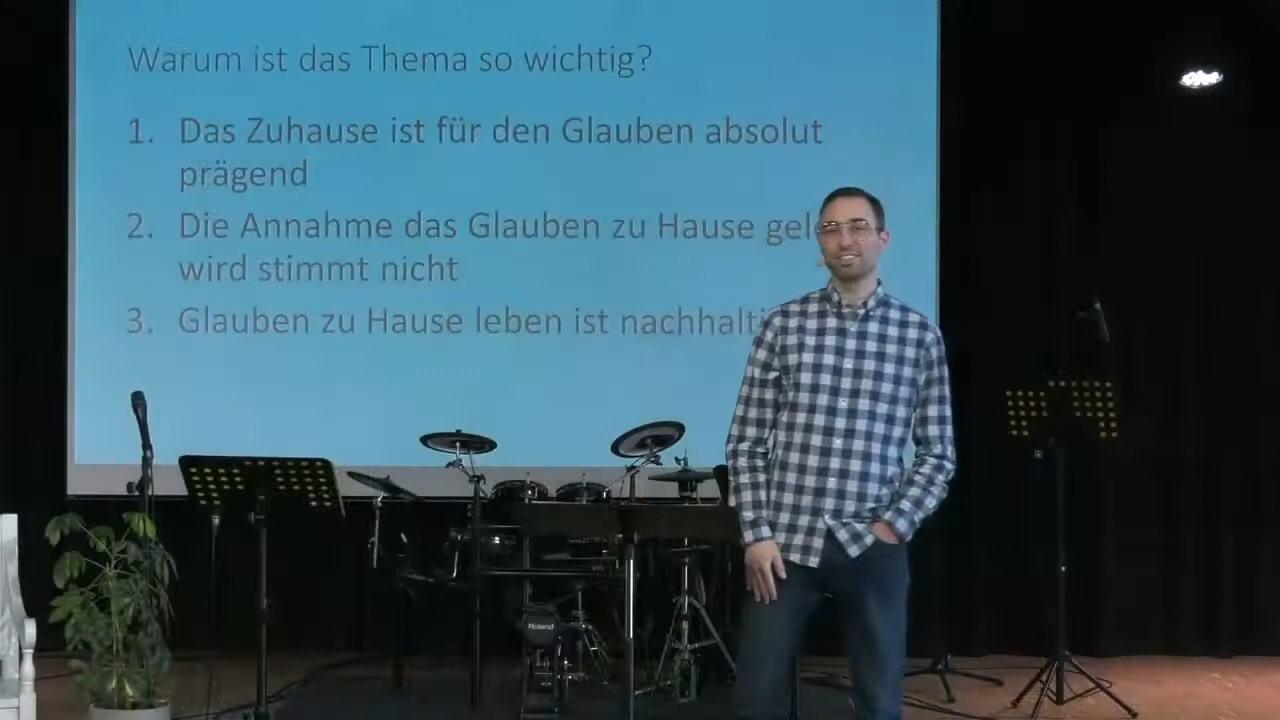 Warum ist das Thema so wichtig?
1. Das Zuhause ist für den Glauben absolut
prägend
2. Die Annahme das Glauben zu Hause
wird stimmt nicht
3. Glauben zu Hause leben ist
Roland